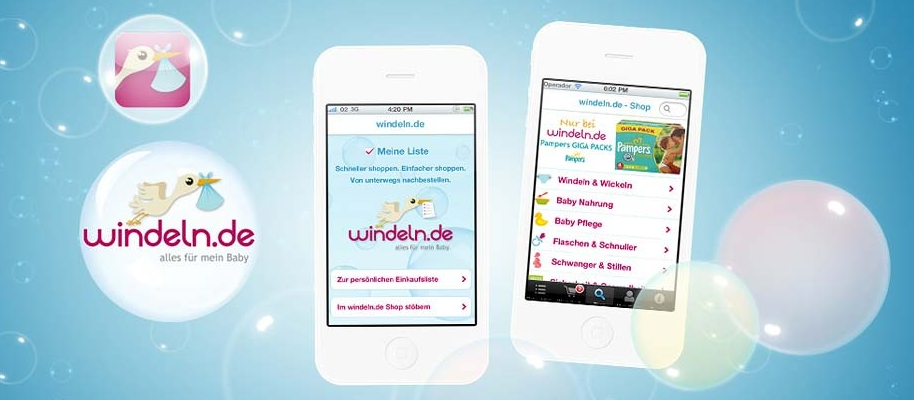 windeln.de
alles für mein Baby
O2 3G 4:20 PM
windeln.de
Meine Liste
Schneller shoppen. Einfacher shoppen.
Von unterwegs nachbestellen.
windeln.de
alles für mein Baby
Zur persönlichen Einkaufsliste
Im windeln.de Shop stöbern
Operador 6:02 PM
windeln.de - Shop
Nur bei
windeln.de
Pampers GIGA PACKS
Pampers
GIGA PACK
Pampers
Windeln & Wickeln
Baby Nahrung
Baby Pflege
Flaschen & Schnuller
Schwanger & Stillen